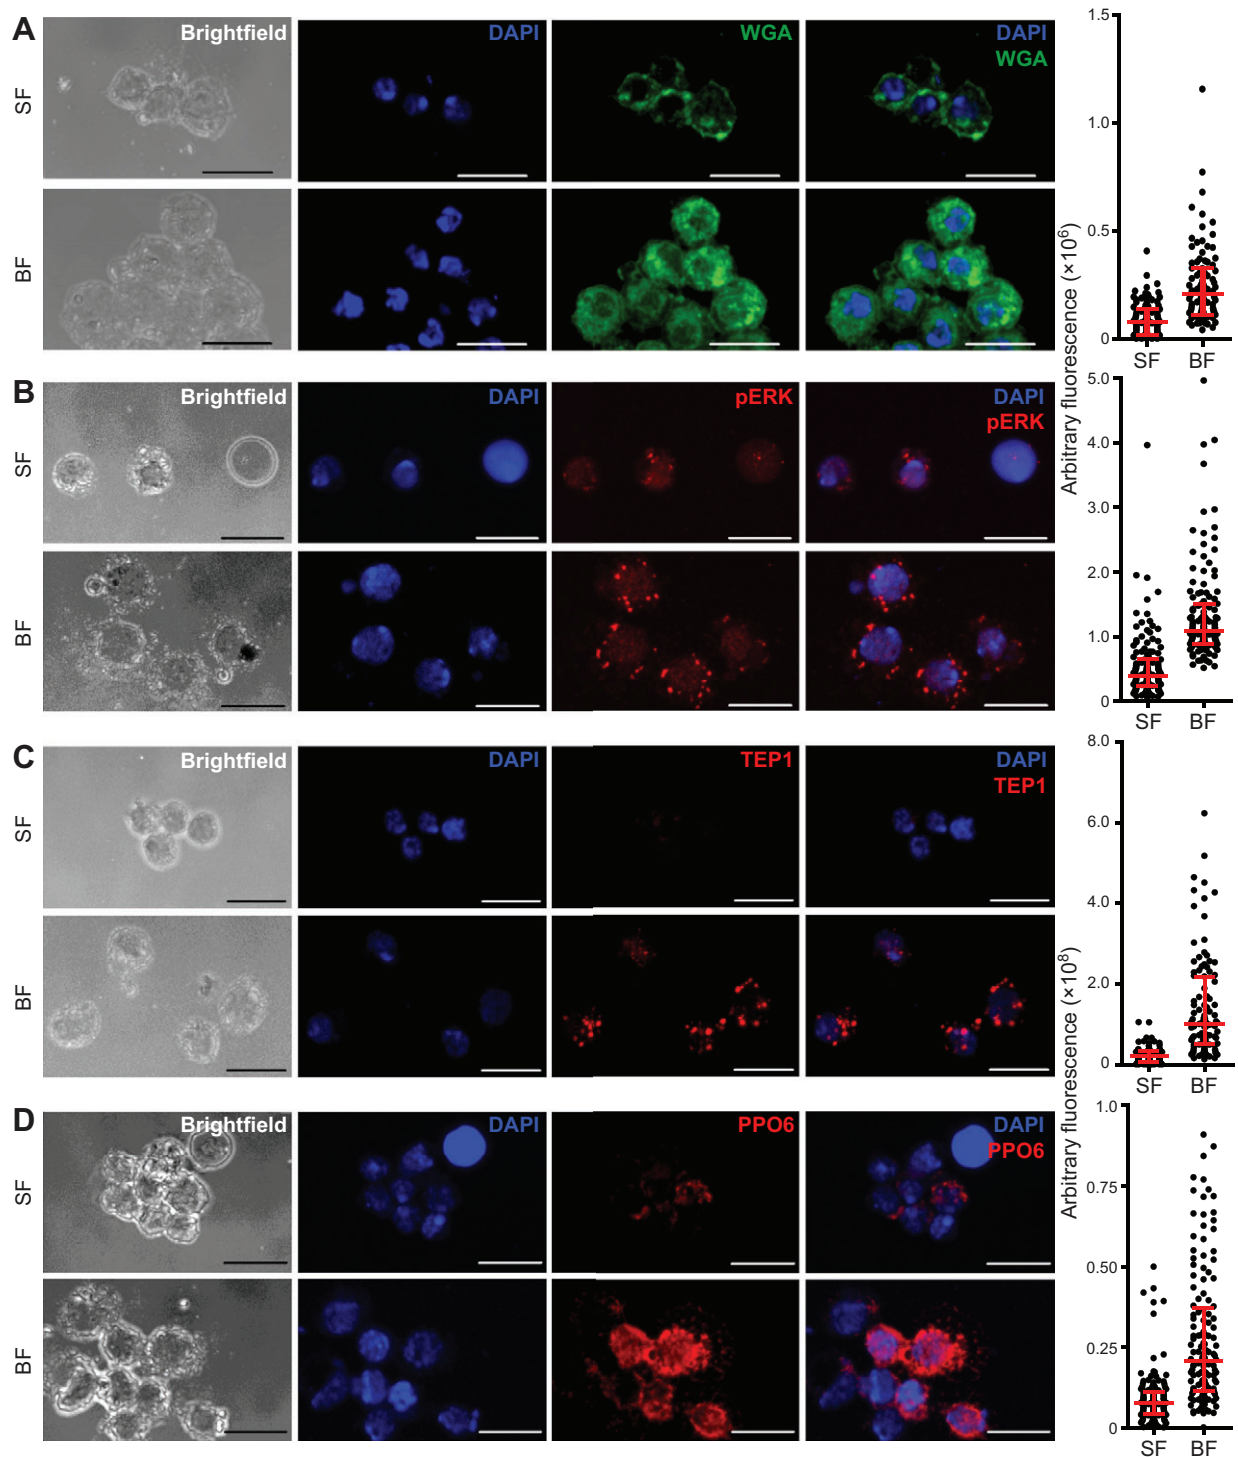 A
SF
Brightfield
DAPI
WGA
DAPI
WGA
BF
1.5
1.0
0.5
0
SF BF
B
SF
Brightfield
DAPI
pERK
DAPI
pERK
BF
Arbitrary fluorescence (×10⁶)
5.0
4.0
3.0
2.0
1.0
0
SF BF
C
SF
Brightfield
DAPI
TEP1
DAPI
TEP1
BF
8.0
6.0
4.0
2.0
0
SF BF
D
SF
Brightfield
DAPI
PPO6
DAPI
PPO6
BF
Arbitrary fluorescence (×10⁸)
1.0
0.75
0.50
0.25
0
SF BF